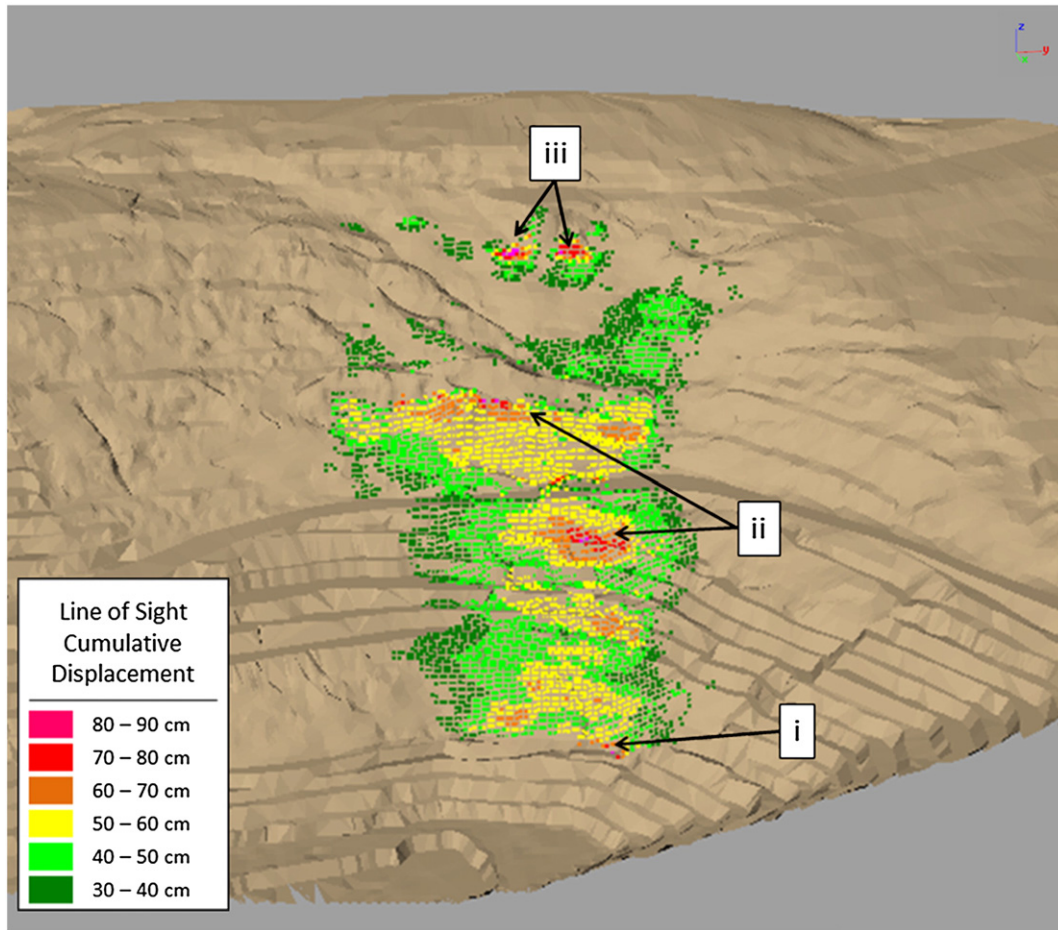 z
y
x
iii
ii
i
Line of Sight
Cumulative
Displacement
80 – 90 cm
70 – 80 cm
60 – 70 cm
50 – 60 cm
40 – 50 cm
30 – 40 cm